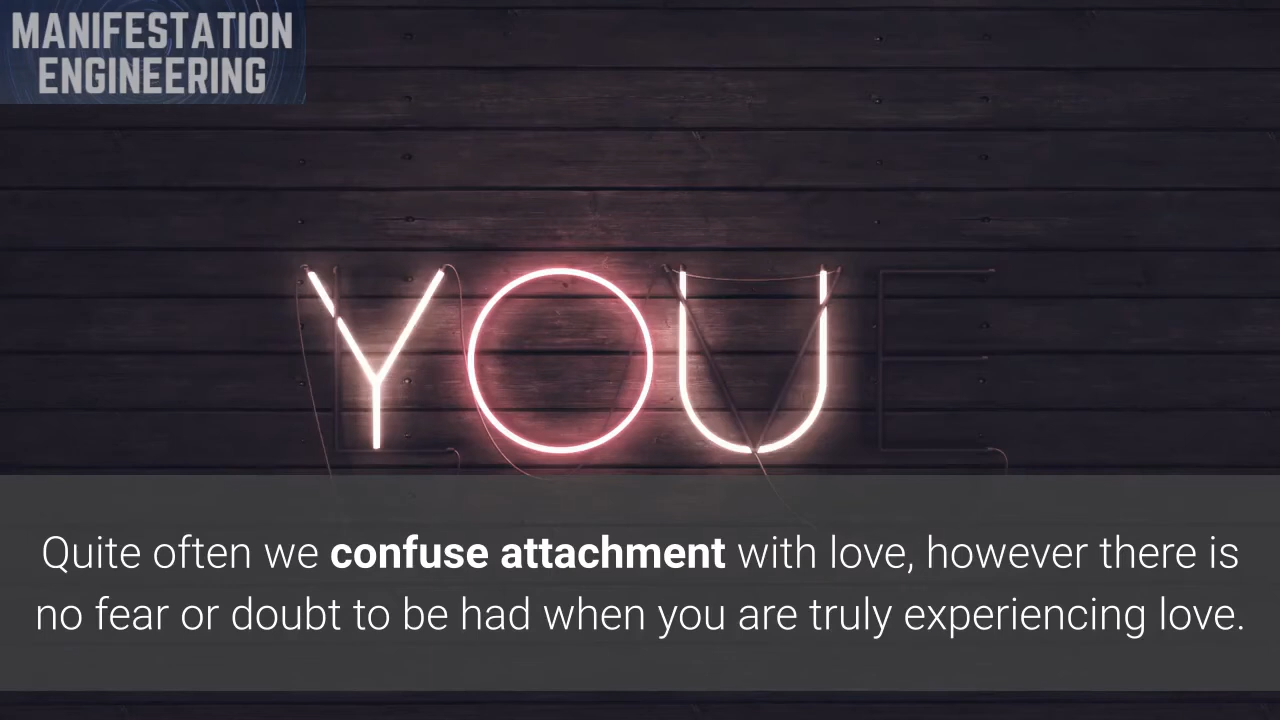 MANIFESTATION
ENGINEERING
YOU
Quite often we confuse attachment with love, however there is
no fear or doubt to be had when you are truly experiencing love.